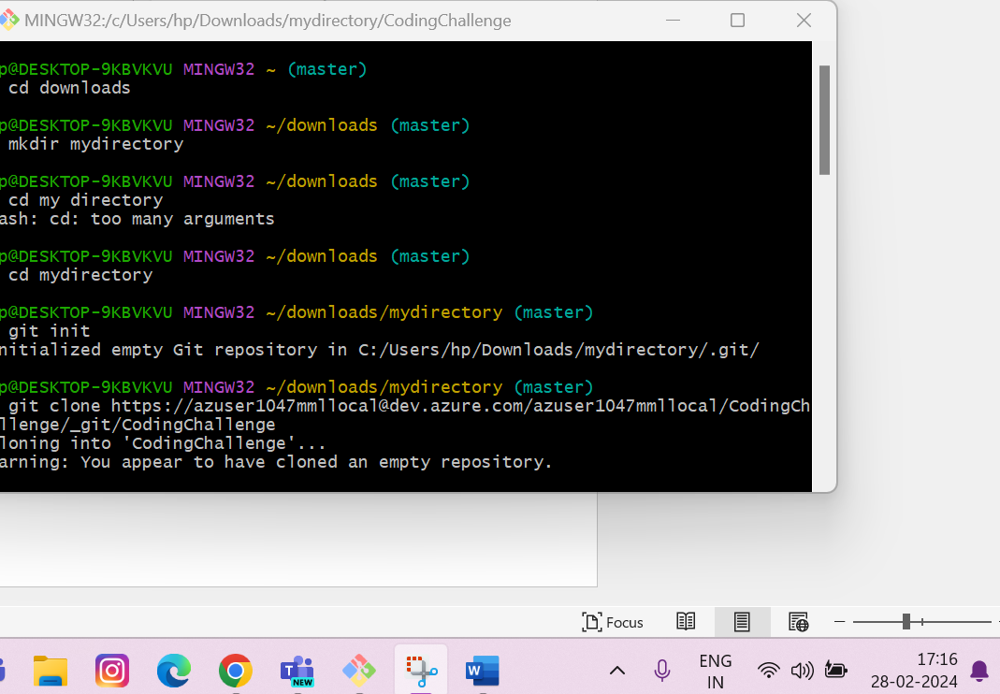 MINGW32:/c/Users/hp/Downloads/mydirectory/CodingChallenge
p@DESKTOP-9KBVKVU MINGW32 ~ (master)
cd downloads
p@DESKTOP-9KBVKVU MINGW32 ~/downloads (master)
mkdir mydirectory
p@DESKTOP-9KBVKVU MINGW32 ~/downloads (master)
cd my directory
ash: cd: too many arguments
p@DESKTOP-9KBVKVU MINGW32 ~/downloads (master)
cd mydirectory
p@DESKTOP-9KBVKVU MINGW32 ~/downloads/mydirectory (master)
git init
nitialized empty Git repository in C:/Users/hp/Downloads/mydirectory/.git/
p@DESKTOP-9KBVKVU MINGW32 ~/downloads/mydirectory (master)
git clone https://azuser1047mmllocal@dev.azure.com/azuser1047mmllocal/CodingCh
llenge/_git/CodingChallenge
loning into 'CodingChallenge'...
arning: You appear to have cloned an empty repository.
Focus
T NEW
W
ENG
IN
17:16
28-02-2024